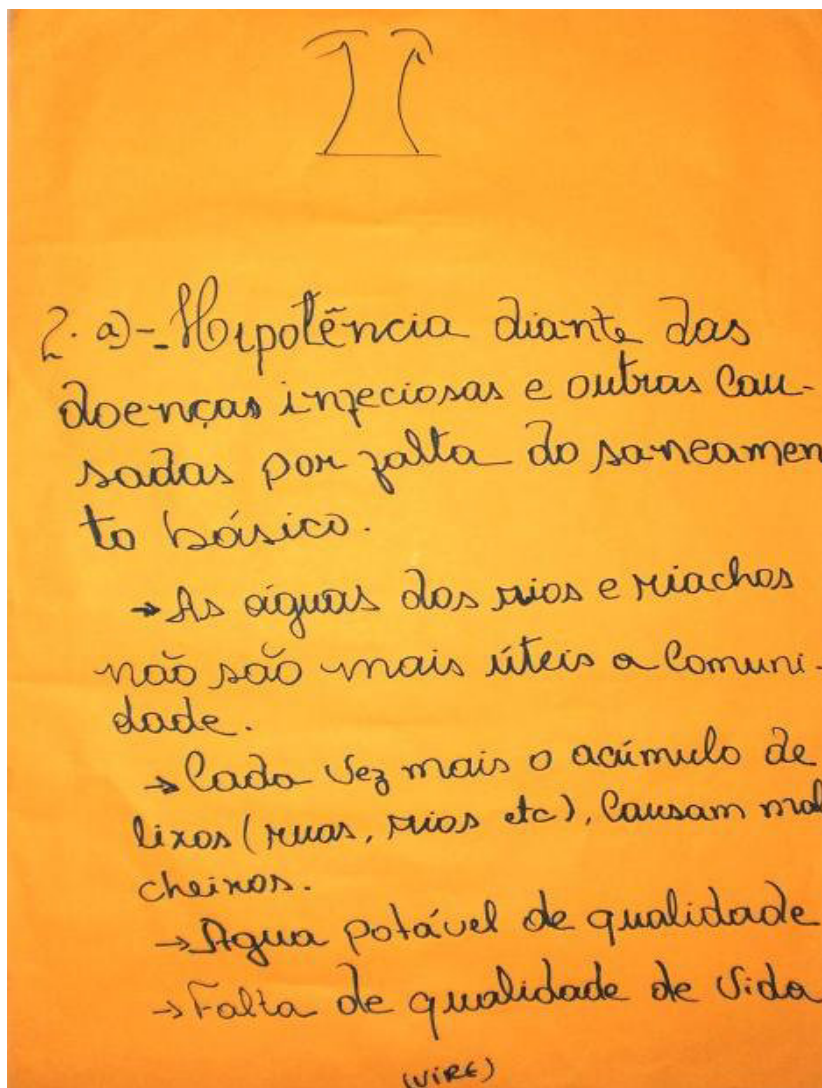 2. a)-_Hipotência diante das
doenças infeciosas e outras cau-
sadas por falta do saneamen
to básico.
→ As águas dos rios e riachos
não são mais úteis a comuni-
dade.
→ Cada vez mais o acúmulo de
lixos (ruas, rios etc), causam mal
cheiros.
→ Água potável de qualidade
→ Falta de qualidade de vida
(VIRE)